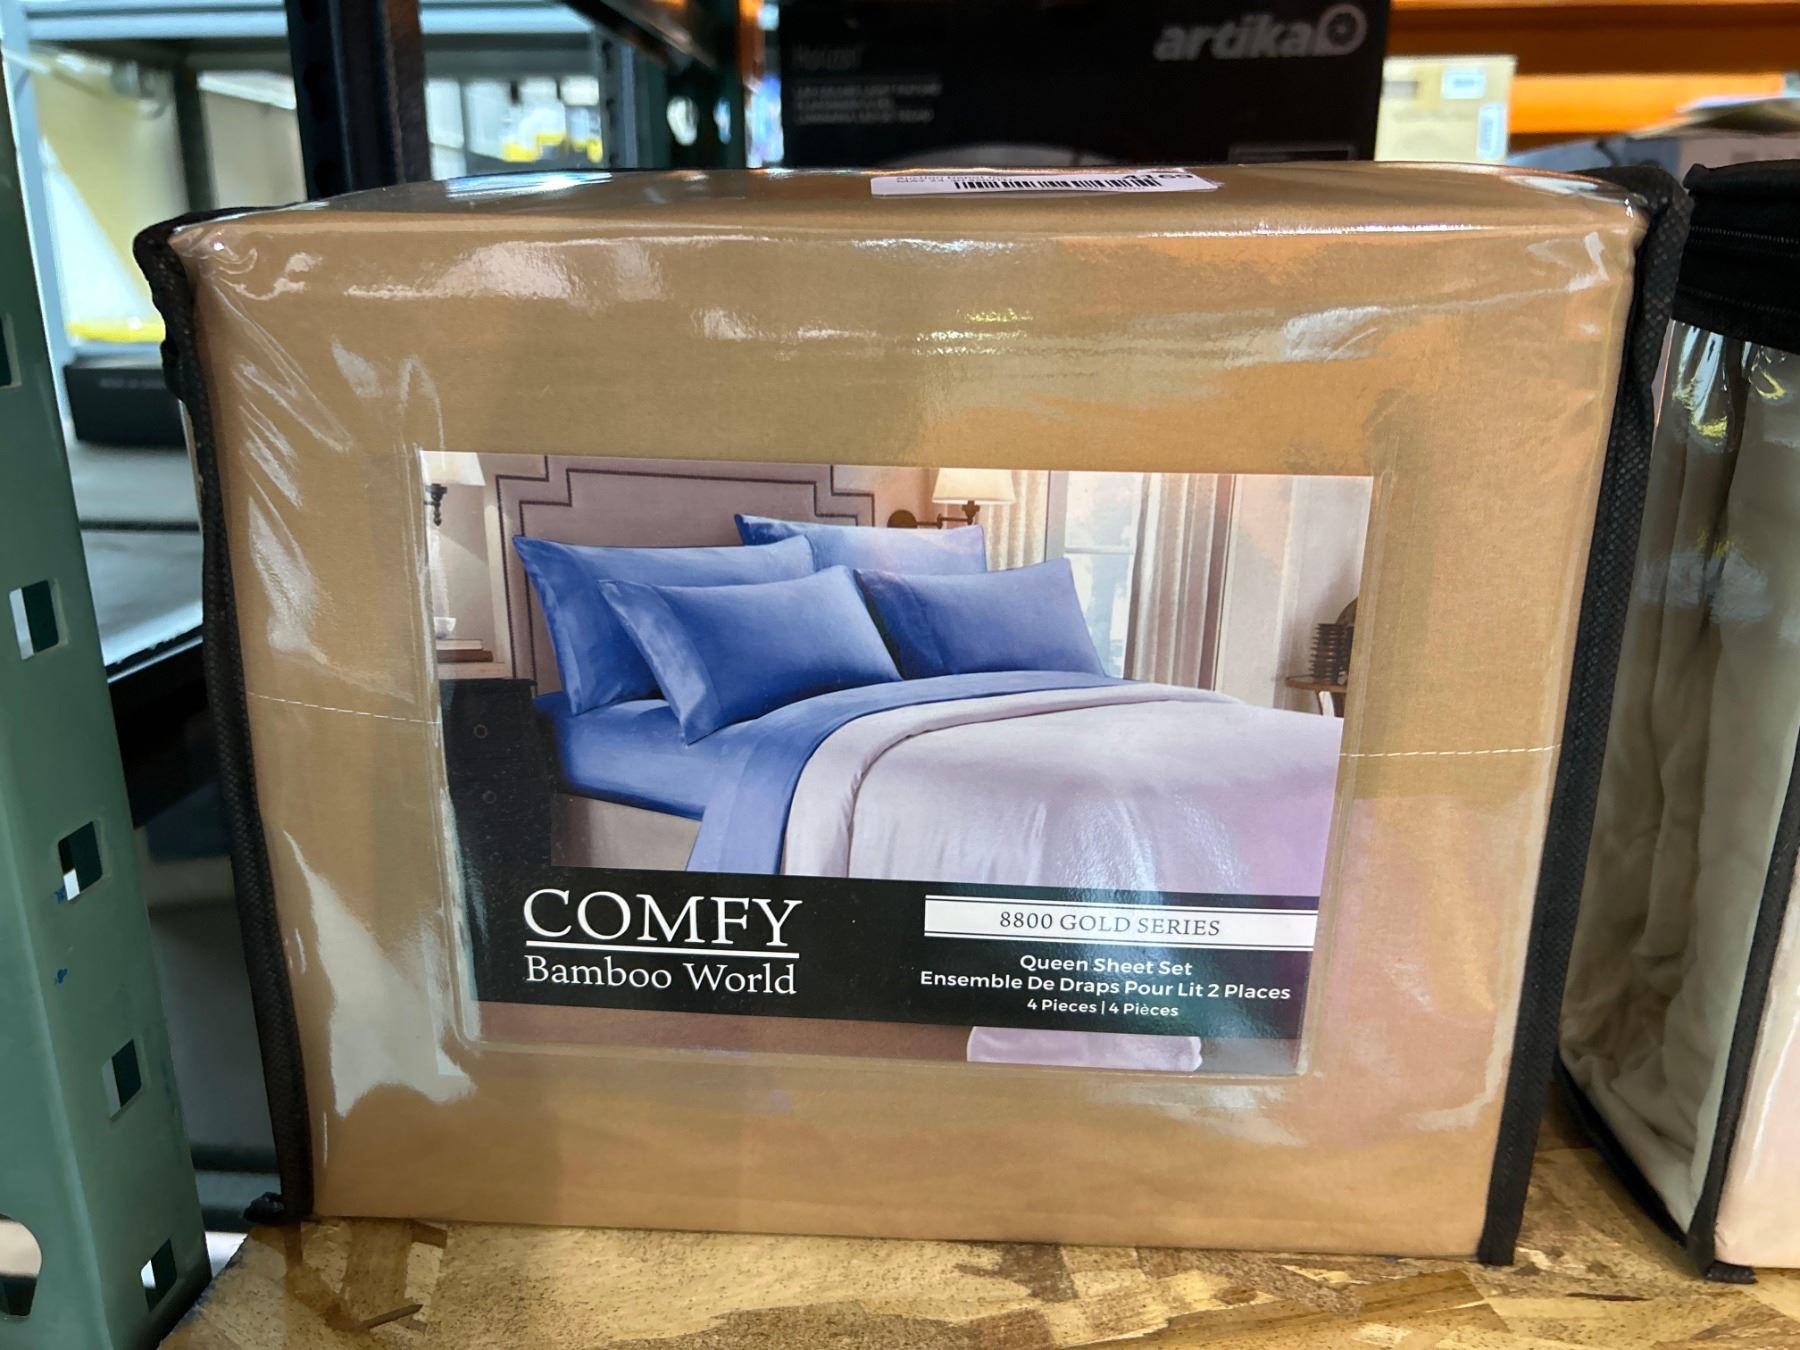 artika
COMFY
Bamboo World
8800 GOLD SERIES
Queen Sheet Set
Ensemble De Draps Pour Lit 2 Places
4 Pieces | 4 Pièces